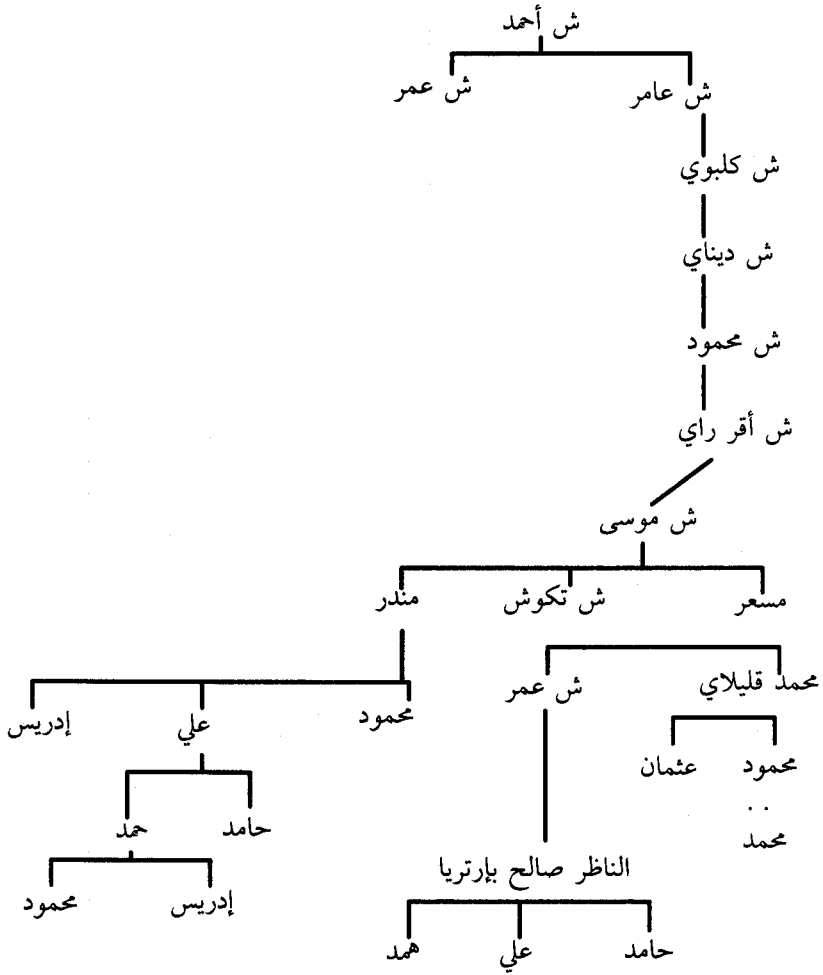 ش أحمد
ش عامر ش عمر
ش كلبوي
ش ديناي
ش محمود
ش أقر راي
ش موسى
مسعر ش تكوش مندر
محمد قليلاي ش عمر
محمود علي إدريس
محمود عثمان
محمد
حامد حمد
الناظر صالح بإرتريا
إدريس محمود
حامد علي همد